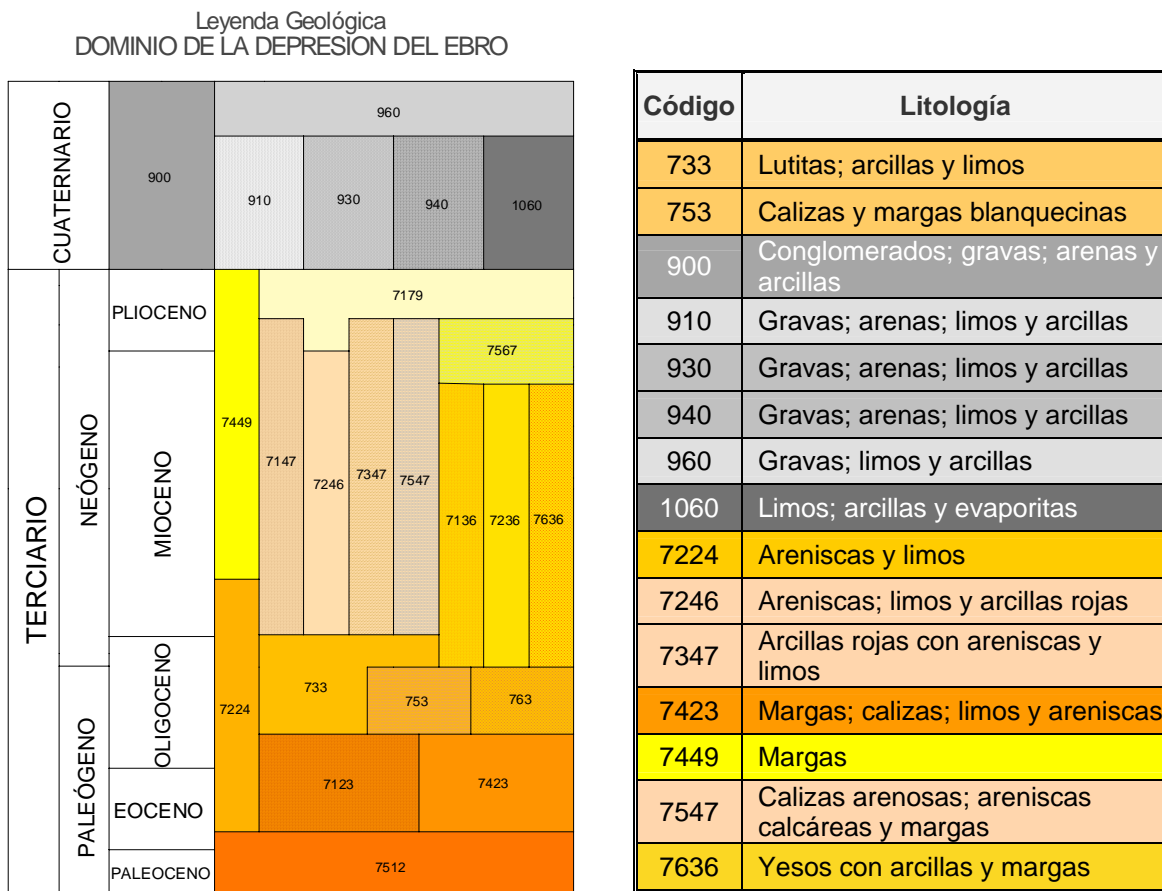 Leyenda Geológica
DOMINIO DE LA DEPRESION DEL EBRO
CUATERNARIO
900
960
910
930
940
1060
TERCIARIO
NEÓGENO
PLIOCENO
7179
7567
7449
MIOCENO
7147
7246
7347
7547
7136
7236
7636
PALEÓGENO
OLIGOCENO
7224
733
753
763
EOCENO
7123
7423
PALEOCENO
7512
Código Litología
733 Lutitas; arcillas y limos
753 Calizas y margas blanquecinas
900 Conglomerados; gravas; arenas y
arcillas
910 Gravas; arenas; limos y arcillas
930 Gravas; arenas; limos y arcillas
940 Gravas; arenas; limos y arcillas
960 Gravas; limos y arcillas
1060 Limos; arcillas y evaporitas
7224 Areniscas y limos
7246 Areniscas; limos y arcillas rojas
7347 Arcillas rojas con areniscas y
limos
7423 Margas; calizas; limos y areniscas
7449 Margas
7547 Calizas arenosas; areniscas
calcáreas y margas
7636 Yesos con arcillas y margas